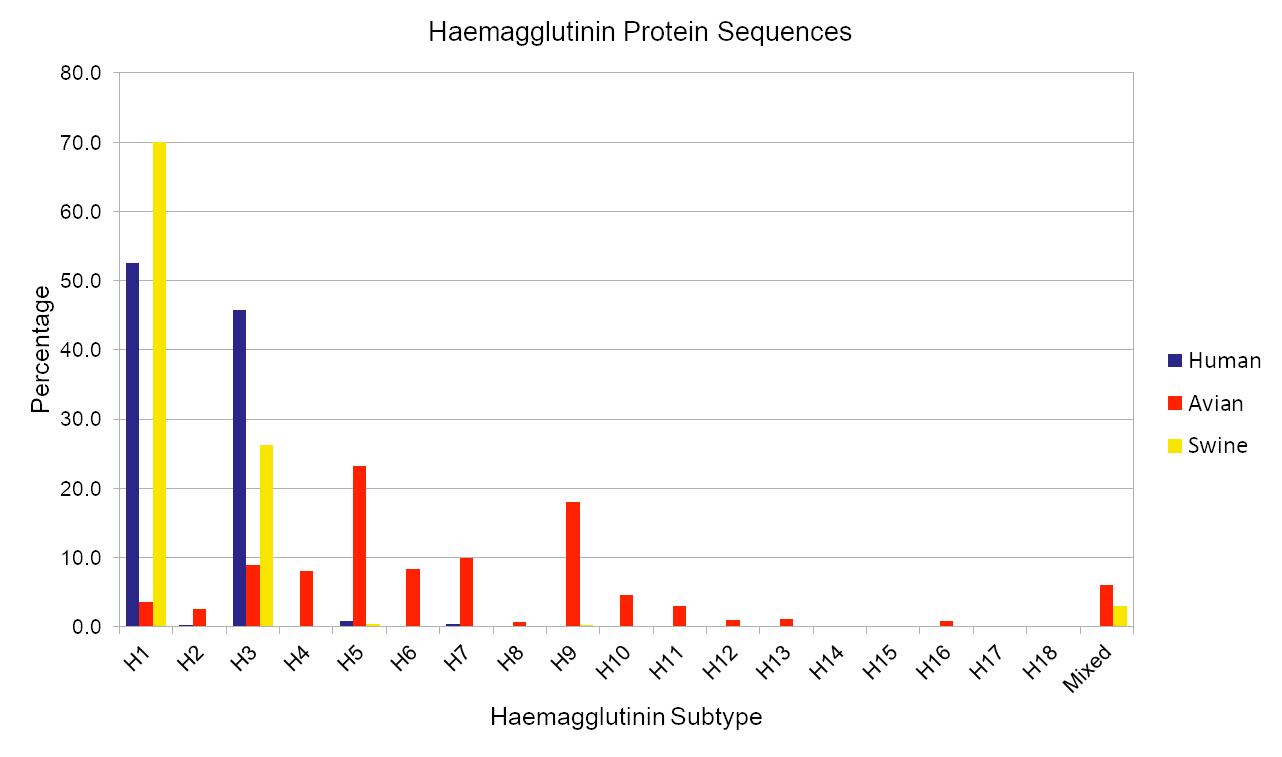 Haemagglutinin Protein Sequences
80.0
70.0
60.0
50.0
40.0
30.0
20.0
10.0
0.0
Percentage
H1 H2 H3 H4 H5 H6 H7 H8 H9 H10 H11 H12 H13 H14 H15 H16 H17 H18 Mixed
Haemagglutinin Subtype
Human
Avian
Swine